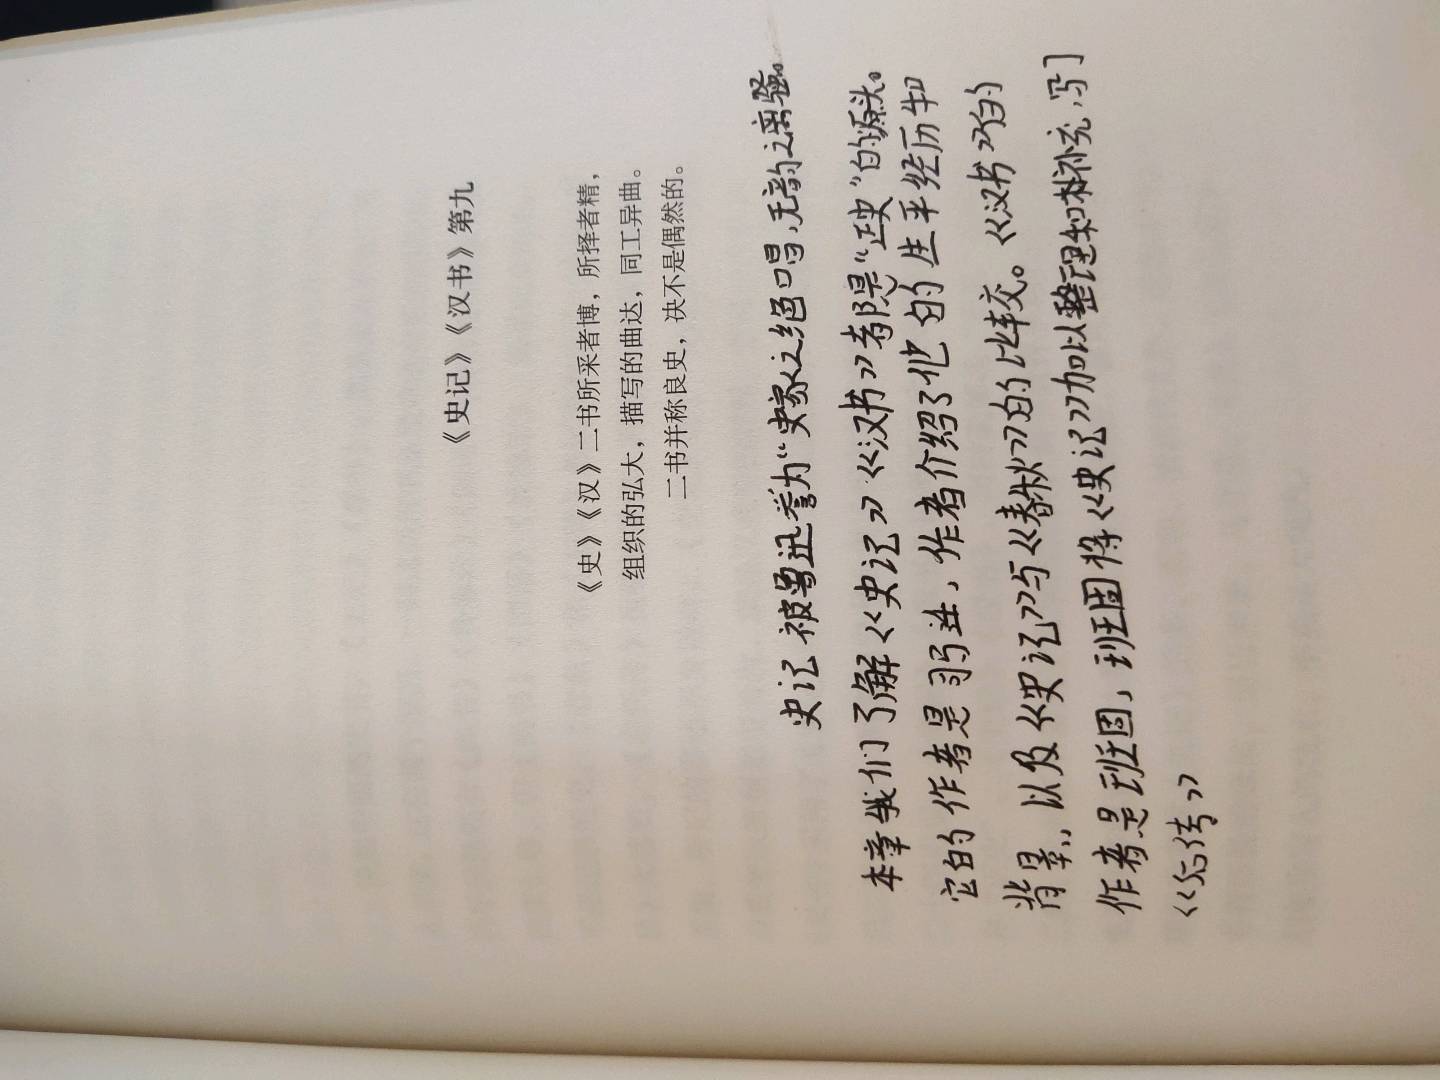 《史记》《汉书》第九
《史》《汉》二书所采者博，所择者精，
组织的弘大，描写的曲达，同工异曲。
二书并称良史，决不是偶然的。
史记被鲁迅誉为“史家之绝唱，无韵之离骚。
本章我们了解《史记》《汉书》都是“正史”的源头。
它的作者是司马迁，作者介绍了他的生平经历和
背景，以及《史记》与《春秋》的比较。《汉书》的
作者是班固，班固将《史记》加以整理和补充，写了
《后传》